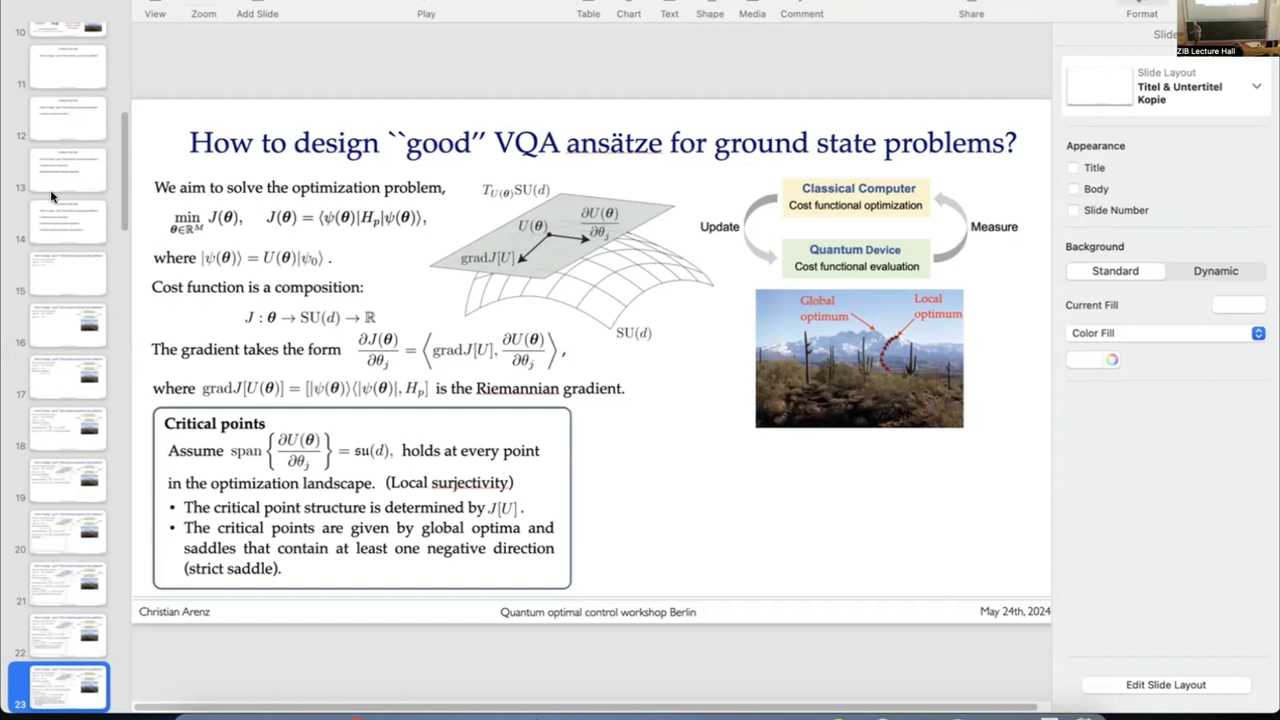 View Zoom Add Slide Play Table Chart Text Shape Media Comment Share Format
ZIB Lecture Hall
10
11
12
13
14
15
16
17
18
19
20
21
22
23
How to design ``good” VQA ansätze for ground state problems?
We aim to solve the optimization problem,
min J(θ), J(θ) = ⟨ψ(θ)|H_p|ψ(θ)⟩,
θ∈ℝ^M
where |ψ(θ)⟩ = U(θ)|ψ₀⟩ .
Cost function is a composition:
J : θ → SU(d) → ℝ
The gradient takes the form ∂J(θ)/∂θ_j = ⟨gradJ[U], ∂U(θ)/∂θ_j⟩ ,
where gradJ[U(θ)] = [|ψ(θ)⟩⟨ψ(θ)|, H_p] is the Riemannian gradient.
T_{U(θ)}SU(d)
U(θ)
∂U(θ)/∂θ_j
gradJ[U]
SU(d)
Classical Computer
Cost functional optimization
Update
Measure
Quantum Device
Cost functional evaluation
Global
optimum
Local
optimum
Critical points
Assume span {∂U(θ)/∂θ_j} = su(d), holds at every point
in the optimization landscape. (Local surjectivity)
• The critical point structure is determined by J[U] .
• The critical points are given by global optima and
saddles that contain at least one negative direction
(strict saddle).
Christian Arenz
Quantum optimal control workshop Berlin
May 24th, 2024
Slide Layout
Titel & Untertitel
Kopie
Appearance
Title
Body
Slide Number
Background
Standard Dynamic
Current Fill
Color Fill
Edit Slide Layout